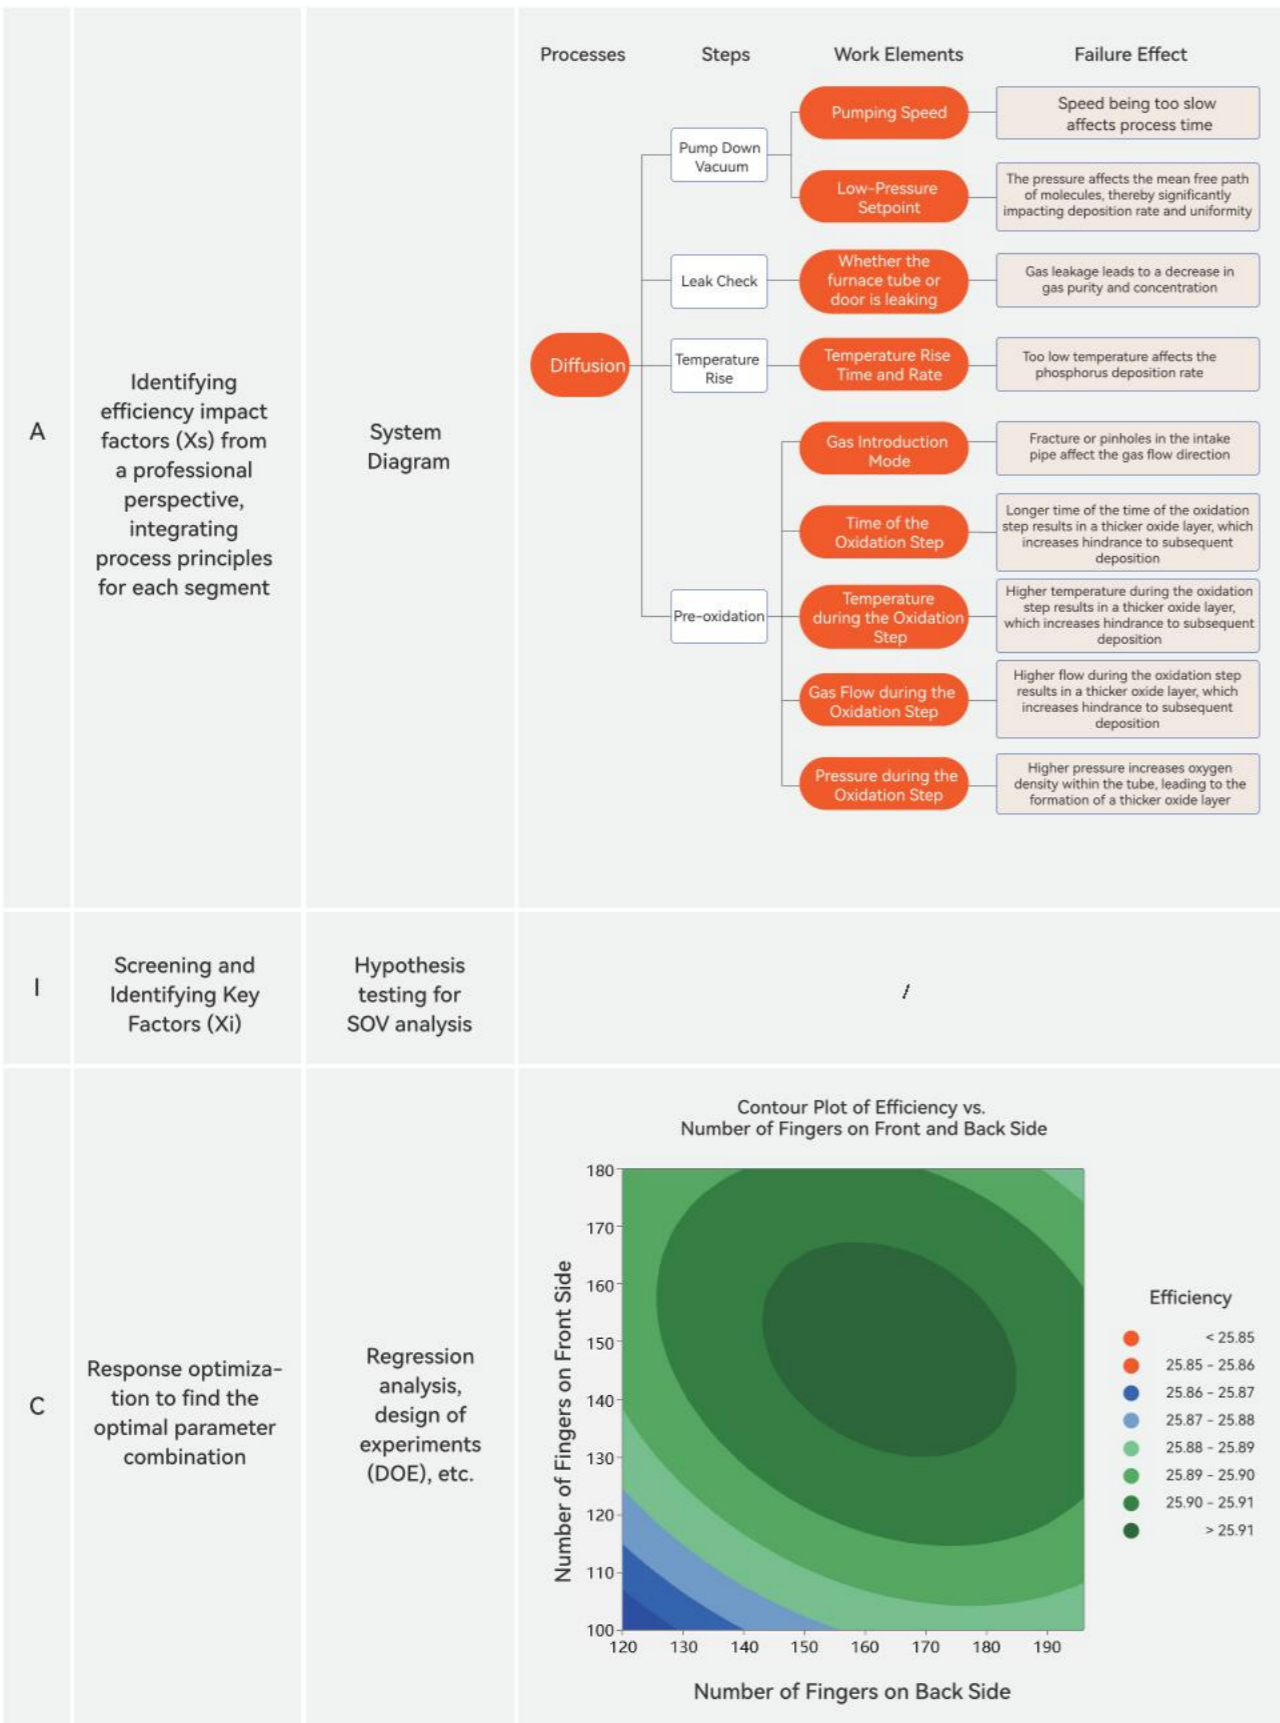 A
Identifying
efficiency impact
factors (Xs) from
a professional
perspective,
integrating
process principles
for each segment
System
Diagram
Processes
Steps
Work Elements
Failure Effect
Diffusion
Pump Down
Vacuum
Pumping Speed
Speed being too slow
affects process time
Low-Pressure
Setpoint
The pressure affects the mean free path
of molecules, thereby significantly
impacting deposition rate and uniformity
Leak Check
Whether the
furnace tube or
door is leaking
Gas leakage leads to a decrease in
gas purity and concentration
Temperature
Rise
Temperature Rise
Time and Rate
Too low temperature affects the
phosphorus deposition rate
Pre-oxidation
Gas Introduction
Mode
Fracture or pinholes in the intake
pipe affect the gas flow direction
Time of the
Oxidation Step
Longer time of the time of the oxidation
step results in a thicker oxide layer, which
increases hindrance to subsequent
deposition
Temperature
during the Oxidation
Step
Higher temperature during the oxidation
step results in a thicker oxide layer,
which increases hindrance to subsequent
deposition
Gas Flow during the
Oxidation Step
Higher flow during the oxidation step
results in a thicker oxide layer, which
increases hindrance to subsequent
deposition
Pressure during the
Oxidation Step
Higher pressure increases oxygen
density within the tube, leading to the
formation of a thicker oxide layer
I
Screening and
Identifying Key
Factors (Xi)
Hypothesis
testing for
SOV analysis
/
C
Response optimiza-
tion to find the
optimal parameter
combination
Regression
analysis,
design of
experiments
(DOE), etc.
Contour Plot of Efficiency vs.
Number of Fingers on Front and Back Side
Number of Fingers on Front Side
180
170
160
150
140
130
120
110
100
120 130 140 150 160 170 180 190
Number of Fingers on Back Side
Efficiency
< 25.85
25.85 - 25.86
25.86 - 25.87
25.87 - 25.88
25.88 - 25.89
25.89 - 25.90
25.90 - 25.91
> 25.91